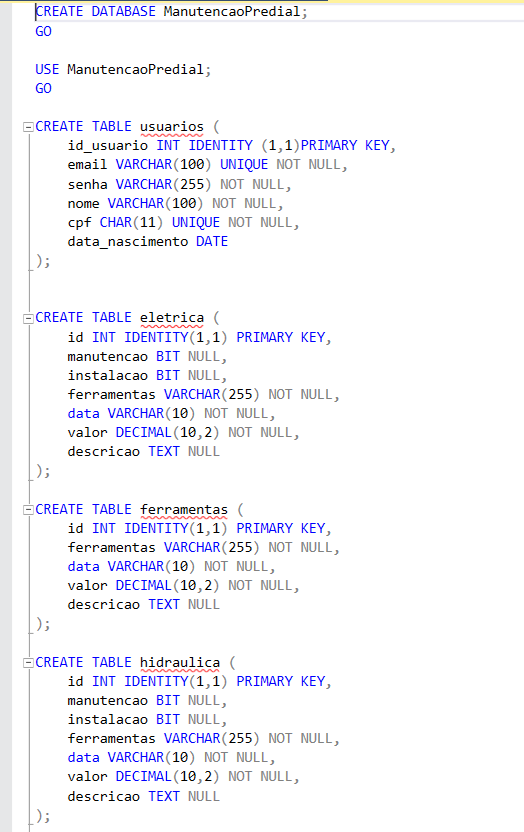 CREATE DATABASE ManutencaoPredial;
GO
USE ManutencaoPredial;
GO
CREATE TABLE usuarios (
id_usuario INT IDENTITY (1,1)PRIMARY KEY,
email VARCHAR(100) UNIQUE NOT NULL,
senha VARCHAR(255) NOT NULL,
nome VARCHAR(100) NOT NULL,
cpf CHAR(11) UNIQUE NOT NULL,
data_nascimento DATE
);
CREATE TABLE eletrica (
id INT IDENTITY(1,1) PRIMARY KEY,
manutencao BIT NULL,
instalacao BIT NULL,
ferramentas VARCHAR(255) NOT NULL,
data VARCHAR(10) NOT NULL,
valor DECIMAL(10,2) NOT NULL,
descricao TEXT NULL
);
CREATE TABLE ferramentas (
id INT IDENTITY(1,1) PRIMARY KEY,
ferramentas VARCHAR(255) NOT NULL,
data VARCHAR(10) NOT NULL,
valor DECIMAL(10,2) NOT NULL,
descricao TEXT NULL
);
CREATE TABLE hidraulica (
id INT IDENTITY(1,1) PRIMARY KEY,
manutencao BIT NULL,
instalacao BIT NULL,
ferramentas VARCHAR(255) NOT NULL,
data VARCHAR(10) NOT NULL,
valor DECIMAL(10,2) NOT NULL,
descricao TEXT NULL
);